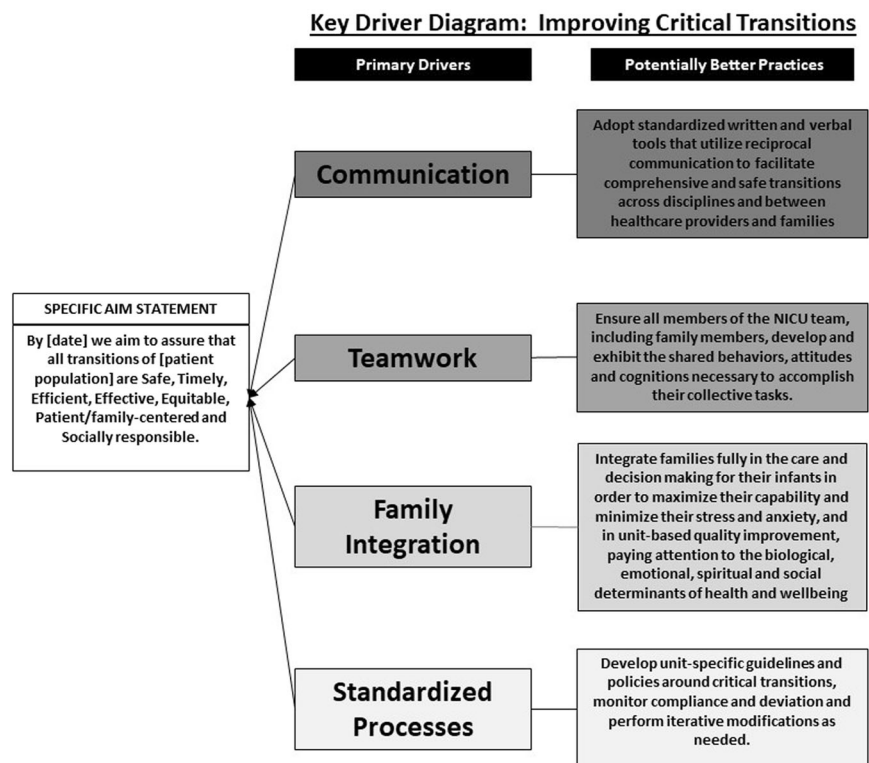 Key Driver Diagram: Improving Critical Transitions
Primary Drivers
Potentially Better Practices
Communication
Adopt standardized written and verbal
tools that utilize reciprocal
communication to facilitate
comprehensive and safe transitions
across disciplines and between
healthcare providers and families
SPECIFIC AIM STATEMENT
By [date] we aim to assure that
all transitions of [patient
population] are Safe, Timely,
Efficient, Effective, Equitable,
Patient/family-centered and
Socially responsible.
Teamwork
Ensure all members of the NICU team,
including family members, develop and
exhibit the shared behaviors, attitudes
and cognitions necessary to accomplish
their collective tasks.
Family
Integration
Integrate families fully in the care and
decision making for their infants in
order to maximize their capability and
minimize their stress and anxiety, and
in unit-based quality improvement,
paying attention to the biological,
emotional, spiritual and social
determinants of health and wellbeing
Standardized
Processes
Develop unit-specific guidelines and
policies around critical transitions,
monitor compliance and deviation and
perform iterative modifications as
needed.